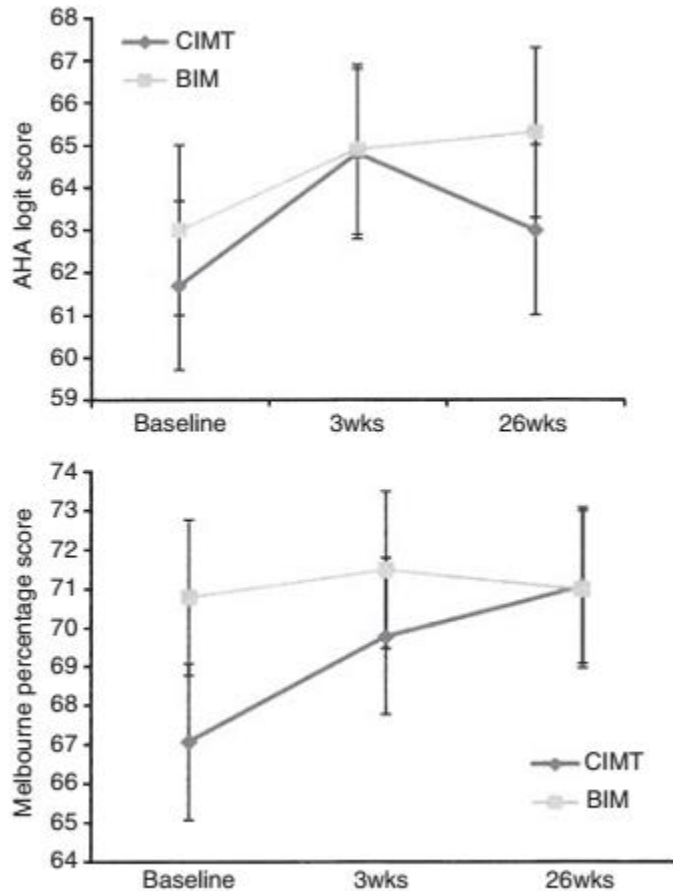 AHA logit score
68
67
66
65
64
63
62
61
60
59
CIMT
BIM
Baseline 3wks 26wks
Melbourne percentage score
74
73
72
71
70
69
68
67
66
65
64
CIMT
BIM
Baseline 3wks 26wks